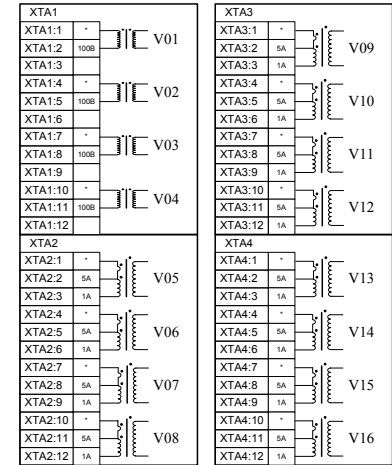 XTA1
XTA1:1 *
XTA1:2 100В V01
XTA1:3
XTA1:4 *
XTA1:5 100В V02
XTA1:6
XTA1:7 *
XTA1:8 100В V03
XTA1:9
XTA1:10 *
XTA1:11 100В V04
XTA1:12
XTA2
XTA2:1 *
XTA2:2 5A V05
XTA2:3 1A
XTA2:4 *
XTA2:5 5A V06
XTA2:6 1A
XTA2:7 *
XTA2:8 5A V07
XTA2:9 1A
XTA2:10 *
XTA2:11 5A V08
XTA2:12 1A
XTA3
XTA3:1 *
XTA3:2 5A V09
XTA3:3 1A
XTA3:4 *
XTA3:5 5A V10
XTA3:6 1A
XTA3:7 *
XTA3:8 5A V11
XTA3:9 1A
XTA3:10 *
XTA3:11 5A V12
XTA3:12 1A
XTA4
XTA4:1 *
XTA4:2 5A V13
XTA4:3 1A
XTA4:4 *
XTA4:5 5A V14
XTA4:6 1A
XTA4:7 *
XTA4:8 5A V15
XTA4:9 1A
XTA4:10 *
XTA4:11 5A V16
XTA4:12 1A